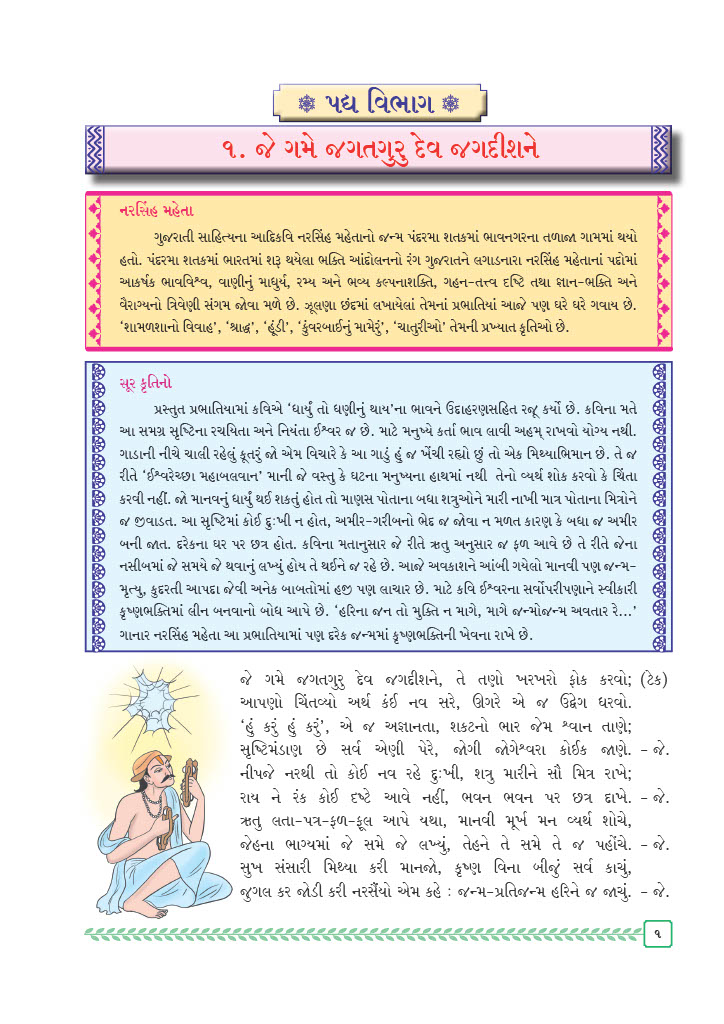 પદ્ય વિભાગ
૧. જે ગમે જગતગુરુ દેવ જગદીશને
નરસિંહ મહેતા
ગુજરાતી સાહિત્યના આદિકવિ નરસિંહ મહેતાનો જન્મ પંદરમા શતકમાં ભાવનગરના તળાજા ગામમાં થયો
હતો. પંદરમા શતકમાં ભારતમાં શરૂ થયેલા ભક્તિ આંદોલનનો રંગ ગુજરાતને લગાડનારા નરસિંહ મહેતાનાં પદોમાં
આકર્ષક ભાવવિશ્વ, વાણીનું માધુર્ય, રમ્ય અને ભવ્ય કલ્પનાશક્તિ, ગહન-તત્ત્વ દૃષ્ટિ તથા જ્ઞાન-ભક્તિ અને
વૈરાગ્યનો ત્રિવેણી સંગમ જોવા મળે છે. ઝૂલણા છંદમાં લખાયેલાં તેમનાં પ્રભાતિયાં આજે પણ ઘરે ઘરે ગવાય છે.
‘શામળશાનો વિવાહ’, ‘શ્રાદ્ધ’, ‘હૂંડી’, ‘કુંવરબાઈનું મામેરું’, ‘ચાતુરીઓ’ તેમની પ્રખ્યાત કૃતિઓ છે.
સૂર કૃતિનો
પ્રસ્તુત પ્રભાતિયામાં કવિએ ‘ધાર્યું તો ધણીનું થાય’ના ભાવને ઉદાહરણસહિત રજૂ કર્યો છે. કવિના મતે
આ સમગ્ર સૃષ્ટિના રચયિતા અને નિયંતા ઈશ્વર જ છે. માટે મનુષ્યે કર્તા ભાવ લાવી અહમ્ રાખવો યોગ્ય નથી.
ગાડાની નીચે ચાલી રહેલું કૂતરું જો એમ વિચારે કે આ ગાડું હું જ ખેંચી રહ્યો છું તો એક મિથ્યાભિમાન છે. તે જ
રીતે ‘ઈશ્વરેચ્છા મહાબલવાન’ માની જે વસ્તુ કે ઘટના મનુષ્યના હાથમાં નથી તેનો વ્યર્થ શોક કરવો કે ચિંતા
કરવી નહીં. જો માનવનું ધાર્યું થઈ શકતું હોત તો માણસ પોતાના બધા શત્રુઓને મારી નાખી માત્ર પોતાના મિત્રોને
જ જીવાડત. આ સૃષ્ટિમાં કોઈ દુઃખી ન હોત, અમીર-ગરીબનો ભેદ જ જોવા ન મળત કારણ કે બધા જ અમીર
બની જાત. દરેકના ઘર પર છત્ર હોત. કવિના મતાનુસાર જે રીતે ઋતુ અનુસાર જ ફળ આવે છે તે રીતે જેના
નસીબમાં જે સમયે જે થવાનું લખ્યું હોય તે થઈને જ રહે છે. આજે અવકાશને આંબી ગયેલો માનવી પણ જન્મ-
મૃત્યુ, કુદરતી આપદા જેવી અનેક બાબતોમાં હજી પણ લાચાર છે. માટે કવિ ઈશ્વરના સર્વોપરીપણાને સ્વીકારી
કૃષ્ણભક્તિમાં લીન બનવાનો બોધ આપે છે. ‘હરિના જન તો મુક્તિ ન માગે, માગે જન્મોજન્મ અવતાર રે...’
ગાનાર નરસિંહ મહેતા આ પ્રભાતિયામાં પણ દરેક જન્મમાં કૃષ્ણભક્તિની ખેવના રાખે છે.
જે ગમે જગતગુરુ દેવ જગદીશને, તે તણો ખરખરો ફોક કરવો; (ટેક)
આપણો ચિંતવ્યો અર્થ કંઈ નવ સરે, ઊગરે એ જ ઉદ્વેગ ધરવો.
‘હું કરું હું કરું’, એ જ અજ્ઞાનતા, શકટનો ભાર જેમ શ્વાન તાણે;
સૃષ્ટિમંડાણ છે સર્વ એણી પેરે, જોગી જોગેશ્વરા કોઈક જાણે. – જે.
નીપજે નરથી તો કોઈ નવ રહે દુઃખી, શત્રુ મારીને સૌ મિત્ર રાખે;
રાય ને રંક કોઈ દૃષ્ટે આવે નહીં, ભવન ભવન પર છત્ર દાખે. – જે.
ઋતુ લતા-પત્ર-ફળ-ફૂલ આપે યથા, માનવી મૂર્ખ મન વ્યર્થ શોચે,
જેહના ભાગ્યમાં જે સમે જે લખ્યું, તેહને તે સમે તે જ પહોંચે. – જે.
સુખ સંસારી મિથ્યા કરી માનજો, કૃષ્ણ વિના બીજું સર્વ કાચું,
જુગલ કર જોડી કરી નરસૈંયો એમ કહે : જન્મ-પ્રતિજન્મ હરિને જ જાચું. – જે.
૧